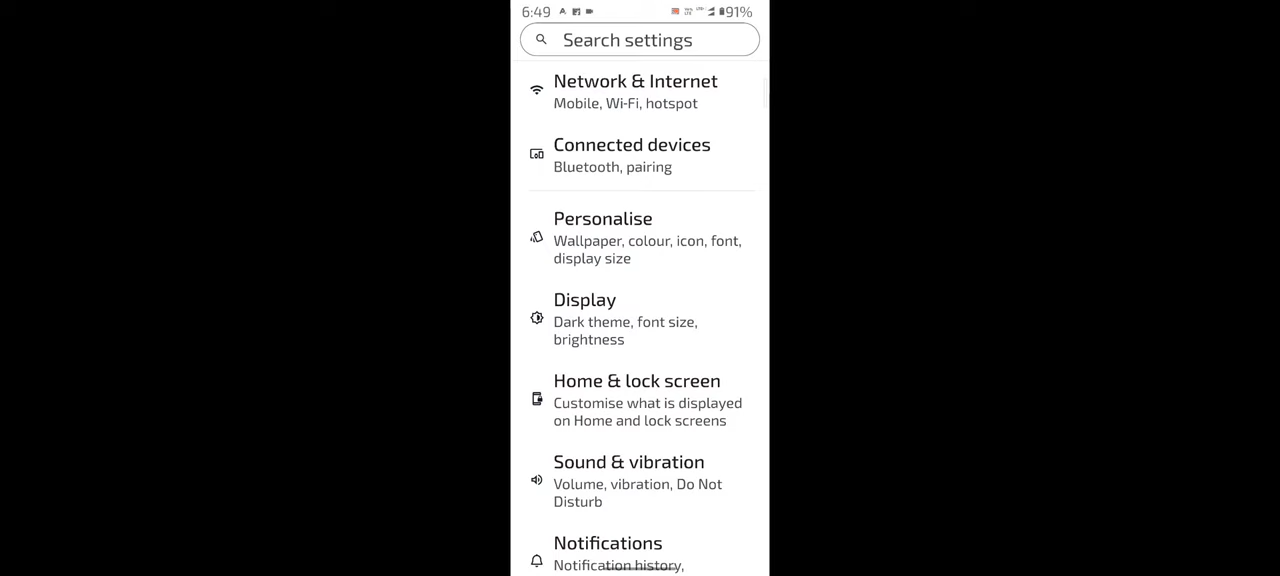 6:49 91%
Search settings
Network & Internet
Mobile, Wi-Fi, hotspot
Connected devices
Bluetooth, pairing
Personalise
Wallpaper, colour, icon, font,
display size
Display
Dark theme, font size,
brightness
Home & lock screen
Customise what is displayed
on Home and lock screens
Sound & vibration
Volume, vibration, Do Not
Disturb
Notifications
Notification history,